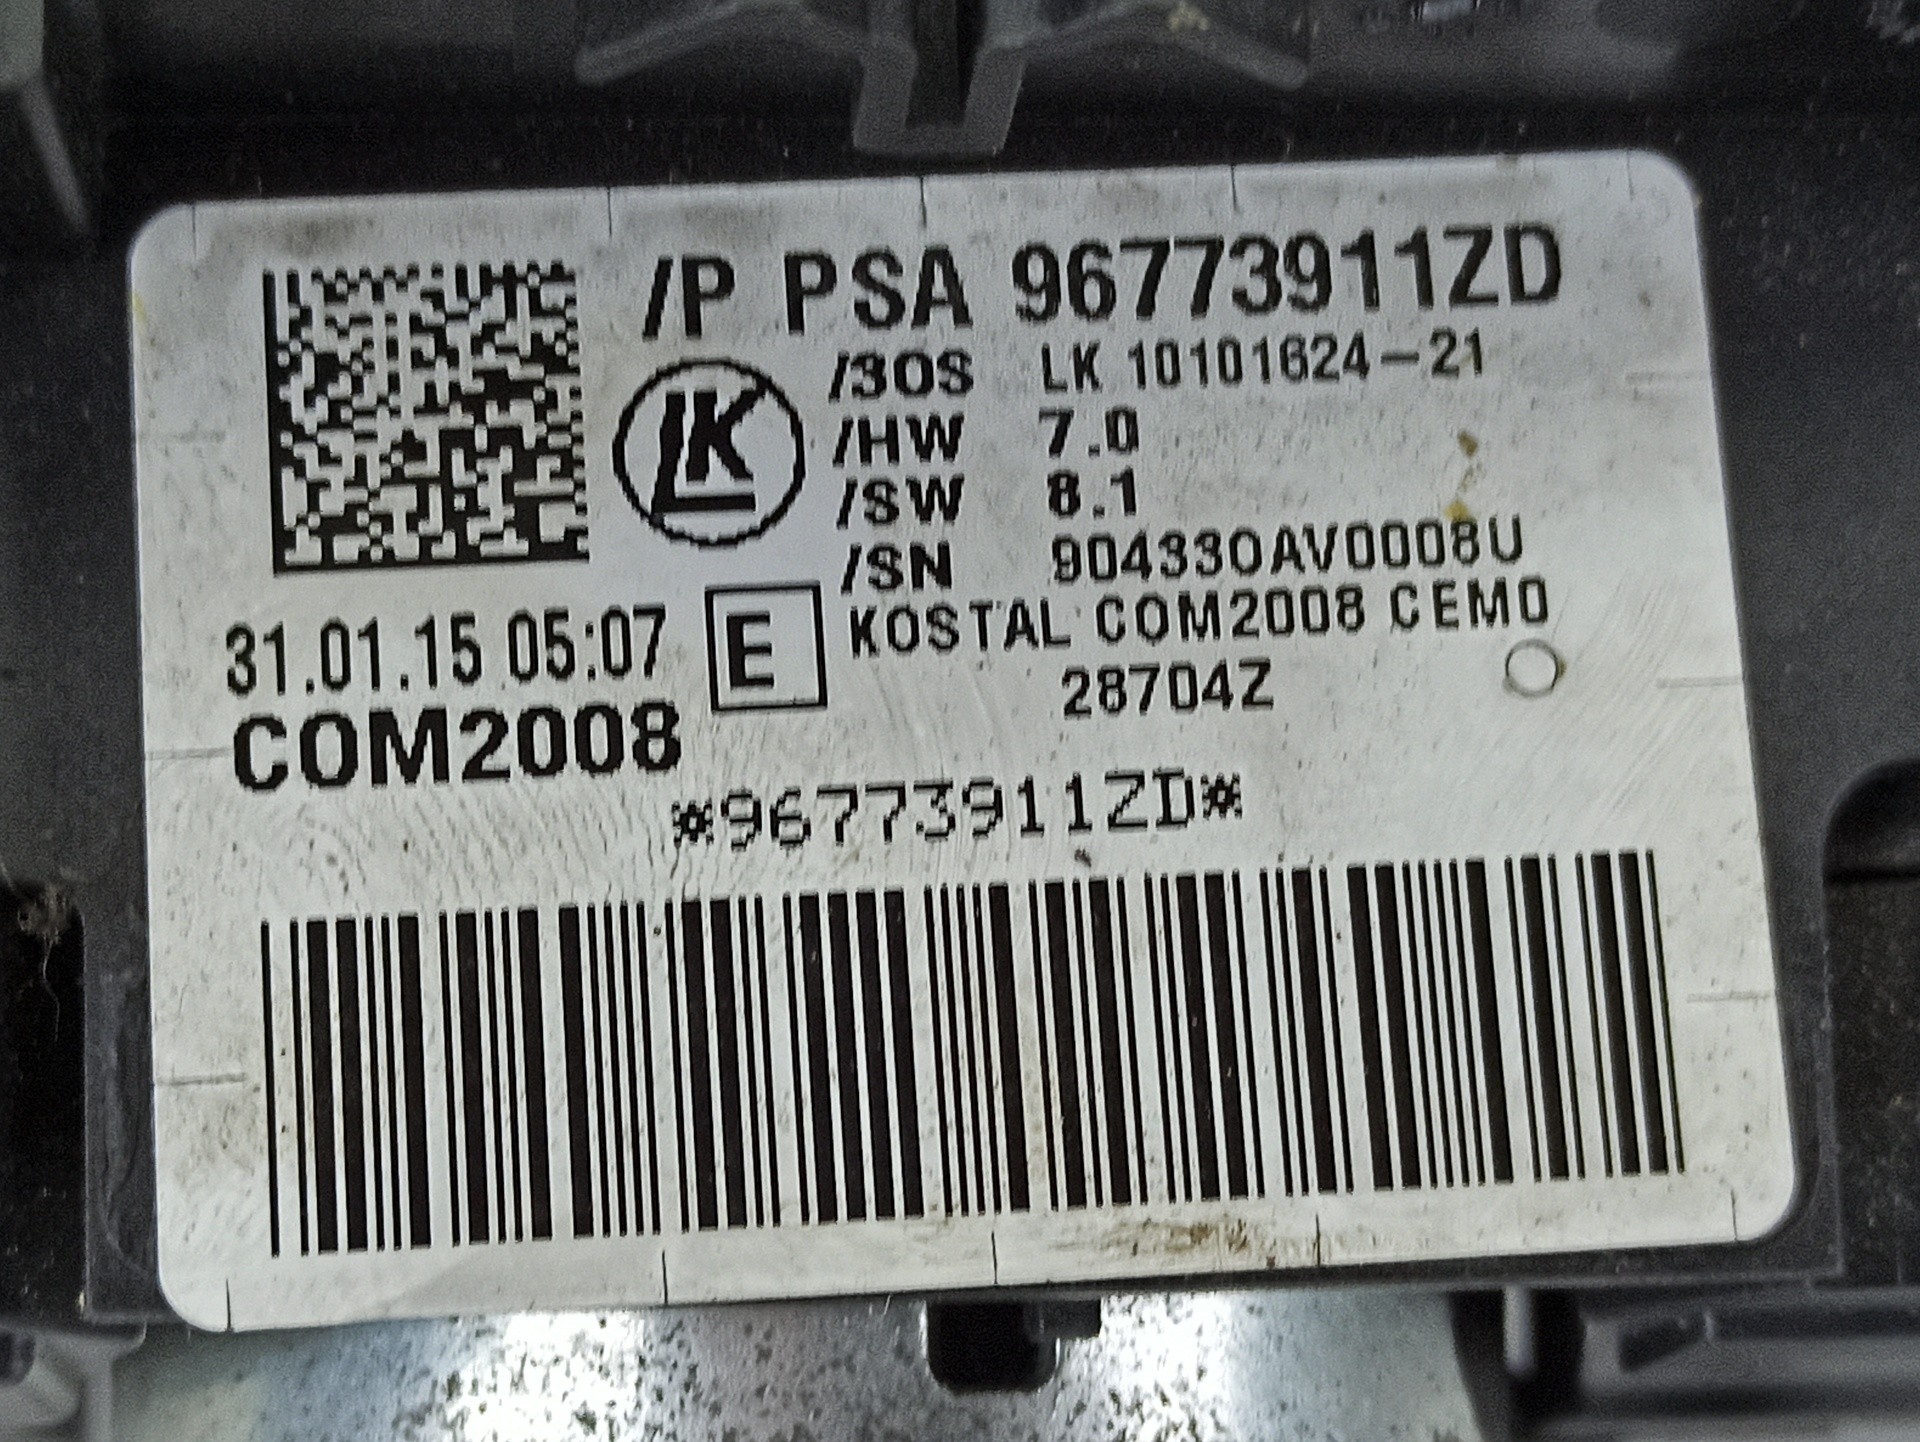 /P PSA 96773911ZD
LK
/30S LK 10101624-21
/HW 7.0
/SW 8.1
/SN 904330AV0008U
31.01.15 05:07
E
KOSTAL COM2008 CEM0
28704Z
COM2008
*96773911ZD*